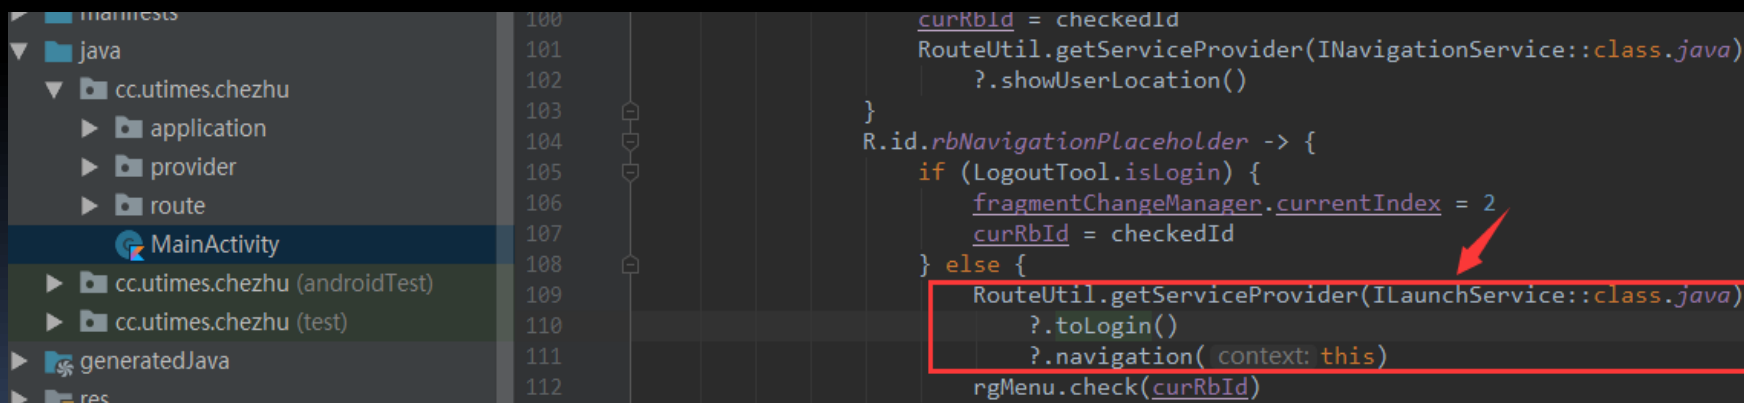 manifests
java
cc.utimes.chezhu
application
provider
route
MainActivity
cc.utimes.chezhu (androidTest)
cc.utimes.chezhu (test)
generatedJava
res
100 curRbId = checkedId
101 RouteUtil.getServiceProvider(INavigationService::class.java)
102 ?.showUserLocation()
103 }
104 R.id.rbNavigationPlaceholder -> {
105 if (LogoutTool.isLogin) {
106 fragmentChangeManager.currentIndex = 2
107 curRbId = checkedId
108 } else {
109 RouteUtil.getServiceProvider(ILaunchService::class.java)
110 ?.toLogin()
111 ?.navigation( context: this)
112 rgMenu.check(curRbId)